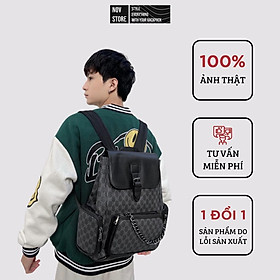 NOV
STORE
STYLE
EVERYTHING
WITH YOUR BACKPACK
100%
ẢNH THẬT
TƯ VẤN
MIỄN PHÍ
1 ĐỔI 1
SẢN PHẨM DO
LỖI SẢN XUẤT